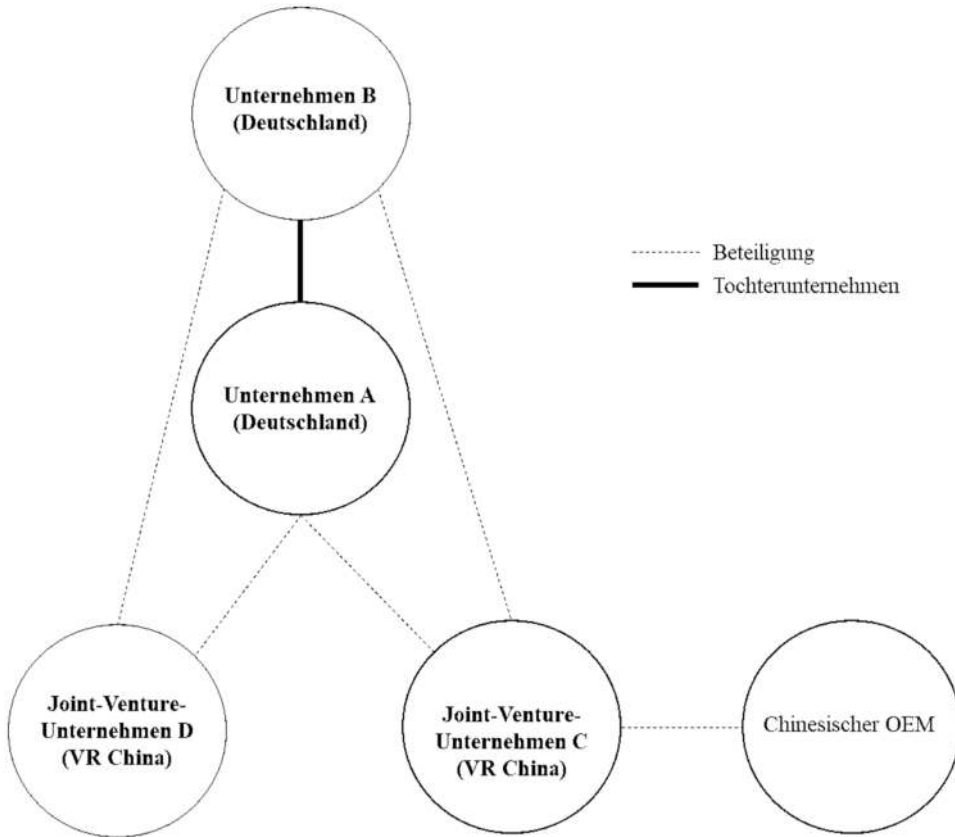 Unternehmen B
(Deutschland)
Beteiligung
Tochterunternehmen
Unternehmen A
(Deutschland)
Joint-Venture-
Unternehmen D
(VR China)
Joint-Venture-
Unternehmen C
(VR China)
Chinesischer OEM